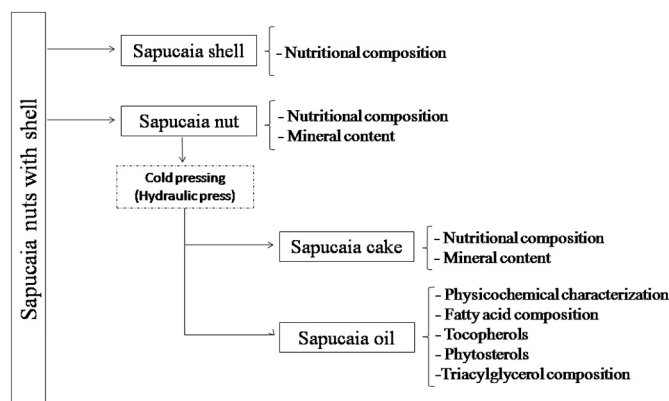 Sapucaia nuts with shell
Sapucaia shell
- Nutritional composition
Sapucaia nut
- Nutritional composition
- Mineral content
Cold pressing
(Hydraulic press)
Sapucaia cake
- Nutritional composition
- Mineral content
Sapucaia oil
- Physicochemical characterization
- Fatty acid composition
- Tocopherols
- Phytosterols
-Triacylglycerol composition